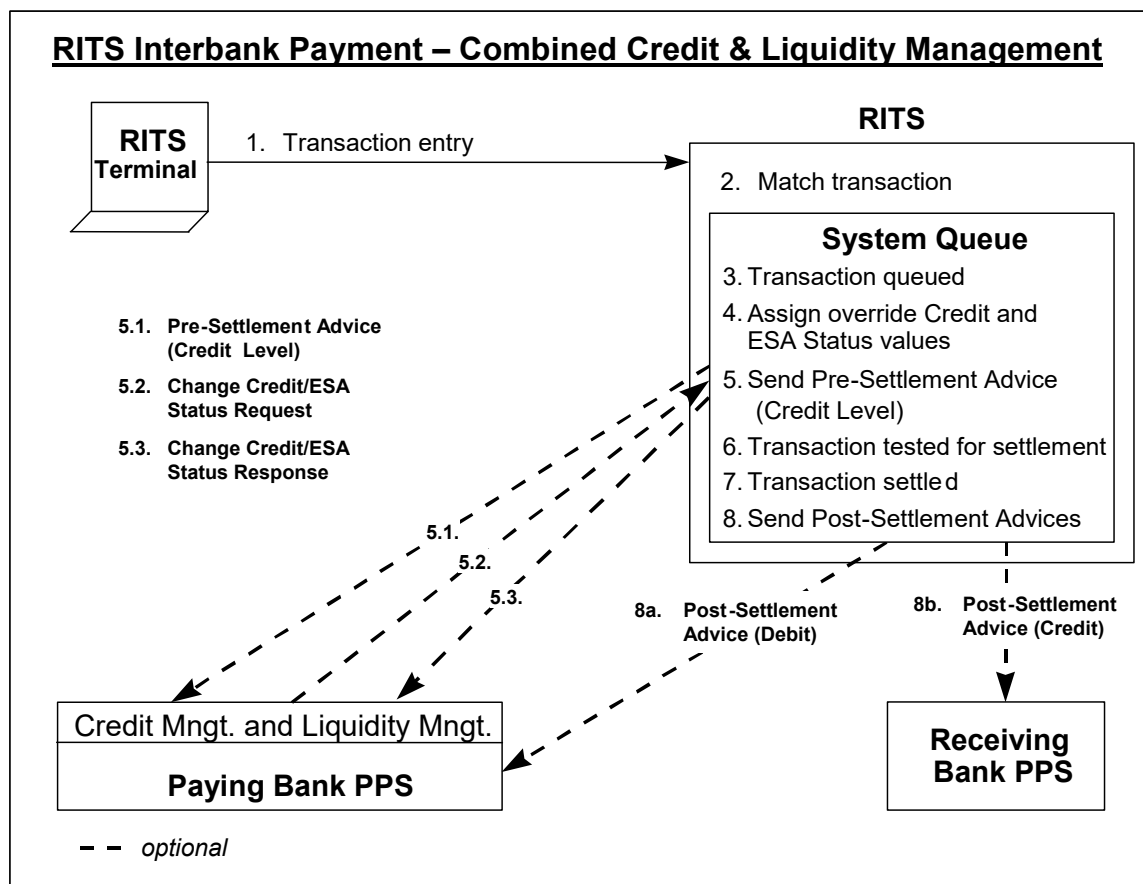 RITS Interbank Payment – Combined Credit & Liquidity Management
RITS
Terminal
1. Transaction entry
RITS
2. Match transaction
System Queue
3. Transaction queued
4. Assign override Credit and
ESA Status values
5. Send Pre-Settlement Advice
(Credit Level)
6. Transaction tested for settlement
7. Transaction settled
8. Send Post-Settlement Advices
5.1. Pre-Settlement Advice
(Credit Level)
5.2. Change Credit/ESA
Status Request
5.3. Change Credit/ESA
Status Response
5.1.
5.2.
5.3.
8a. Post-Settlement
Advice (Debit)
8b. Post-Settlement
Advice (Credit)
Credit Mngt. and Liquidity Mngt.
Paying Bank PPS
Receiving
Bank PPS
optional